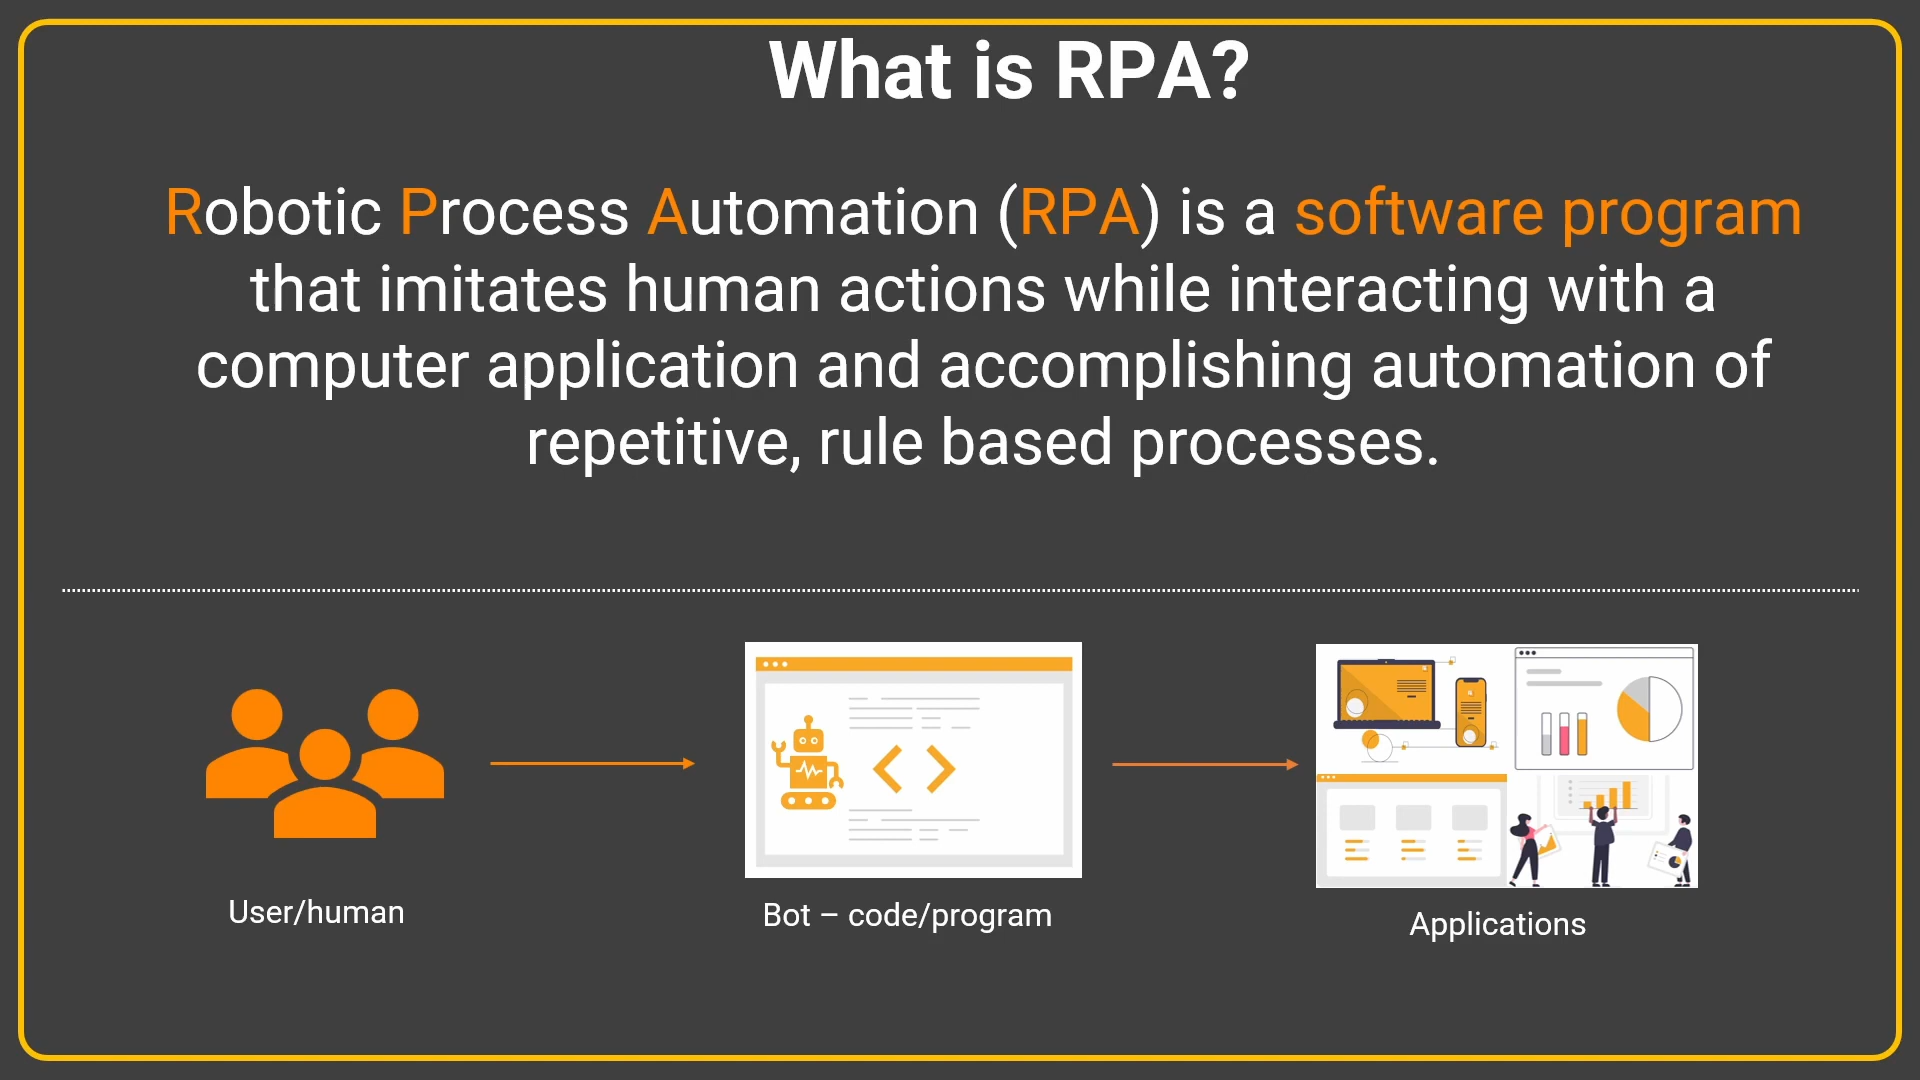 What is RPA?
Robotic Process Automation (RPA) is a software program
that imitates human actions while interacting with a
computer application and accomplishing automation of
repetitive, rule based processes.
User/human
Bot – code/program
Applications